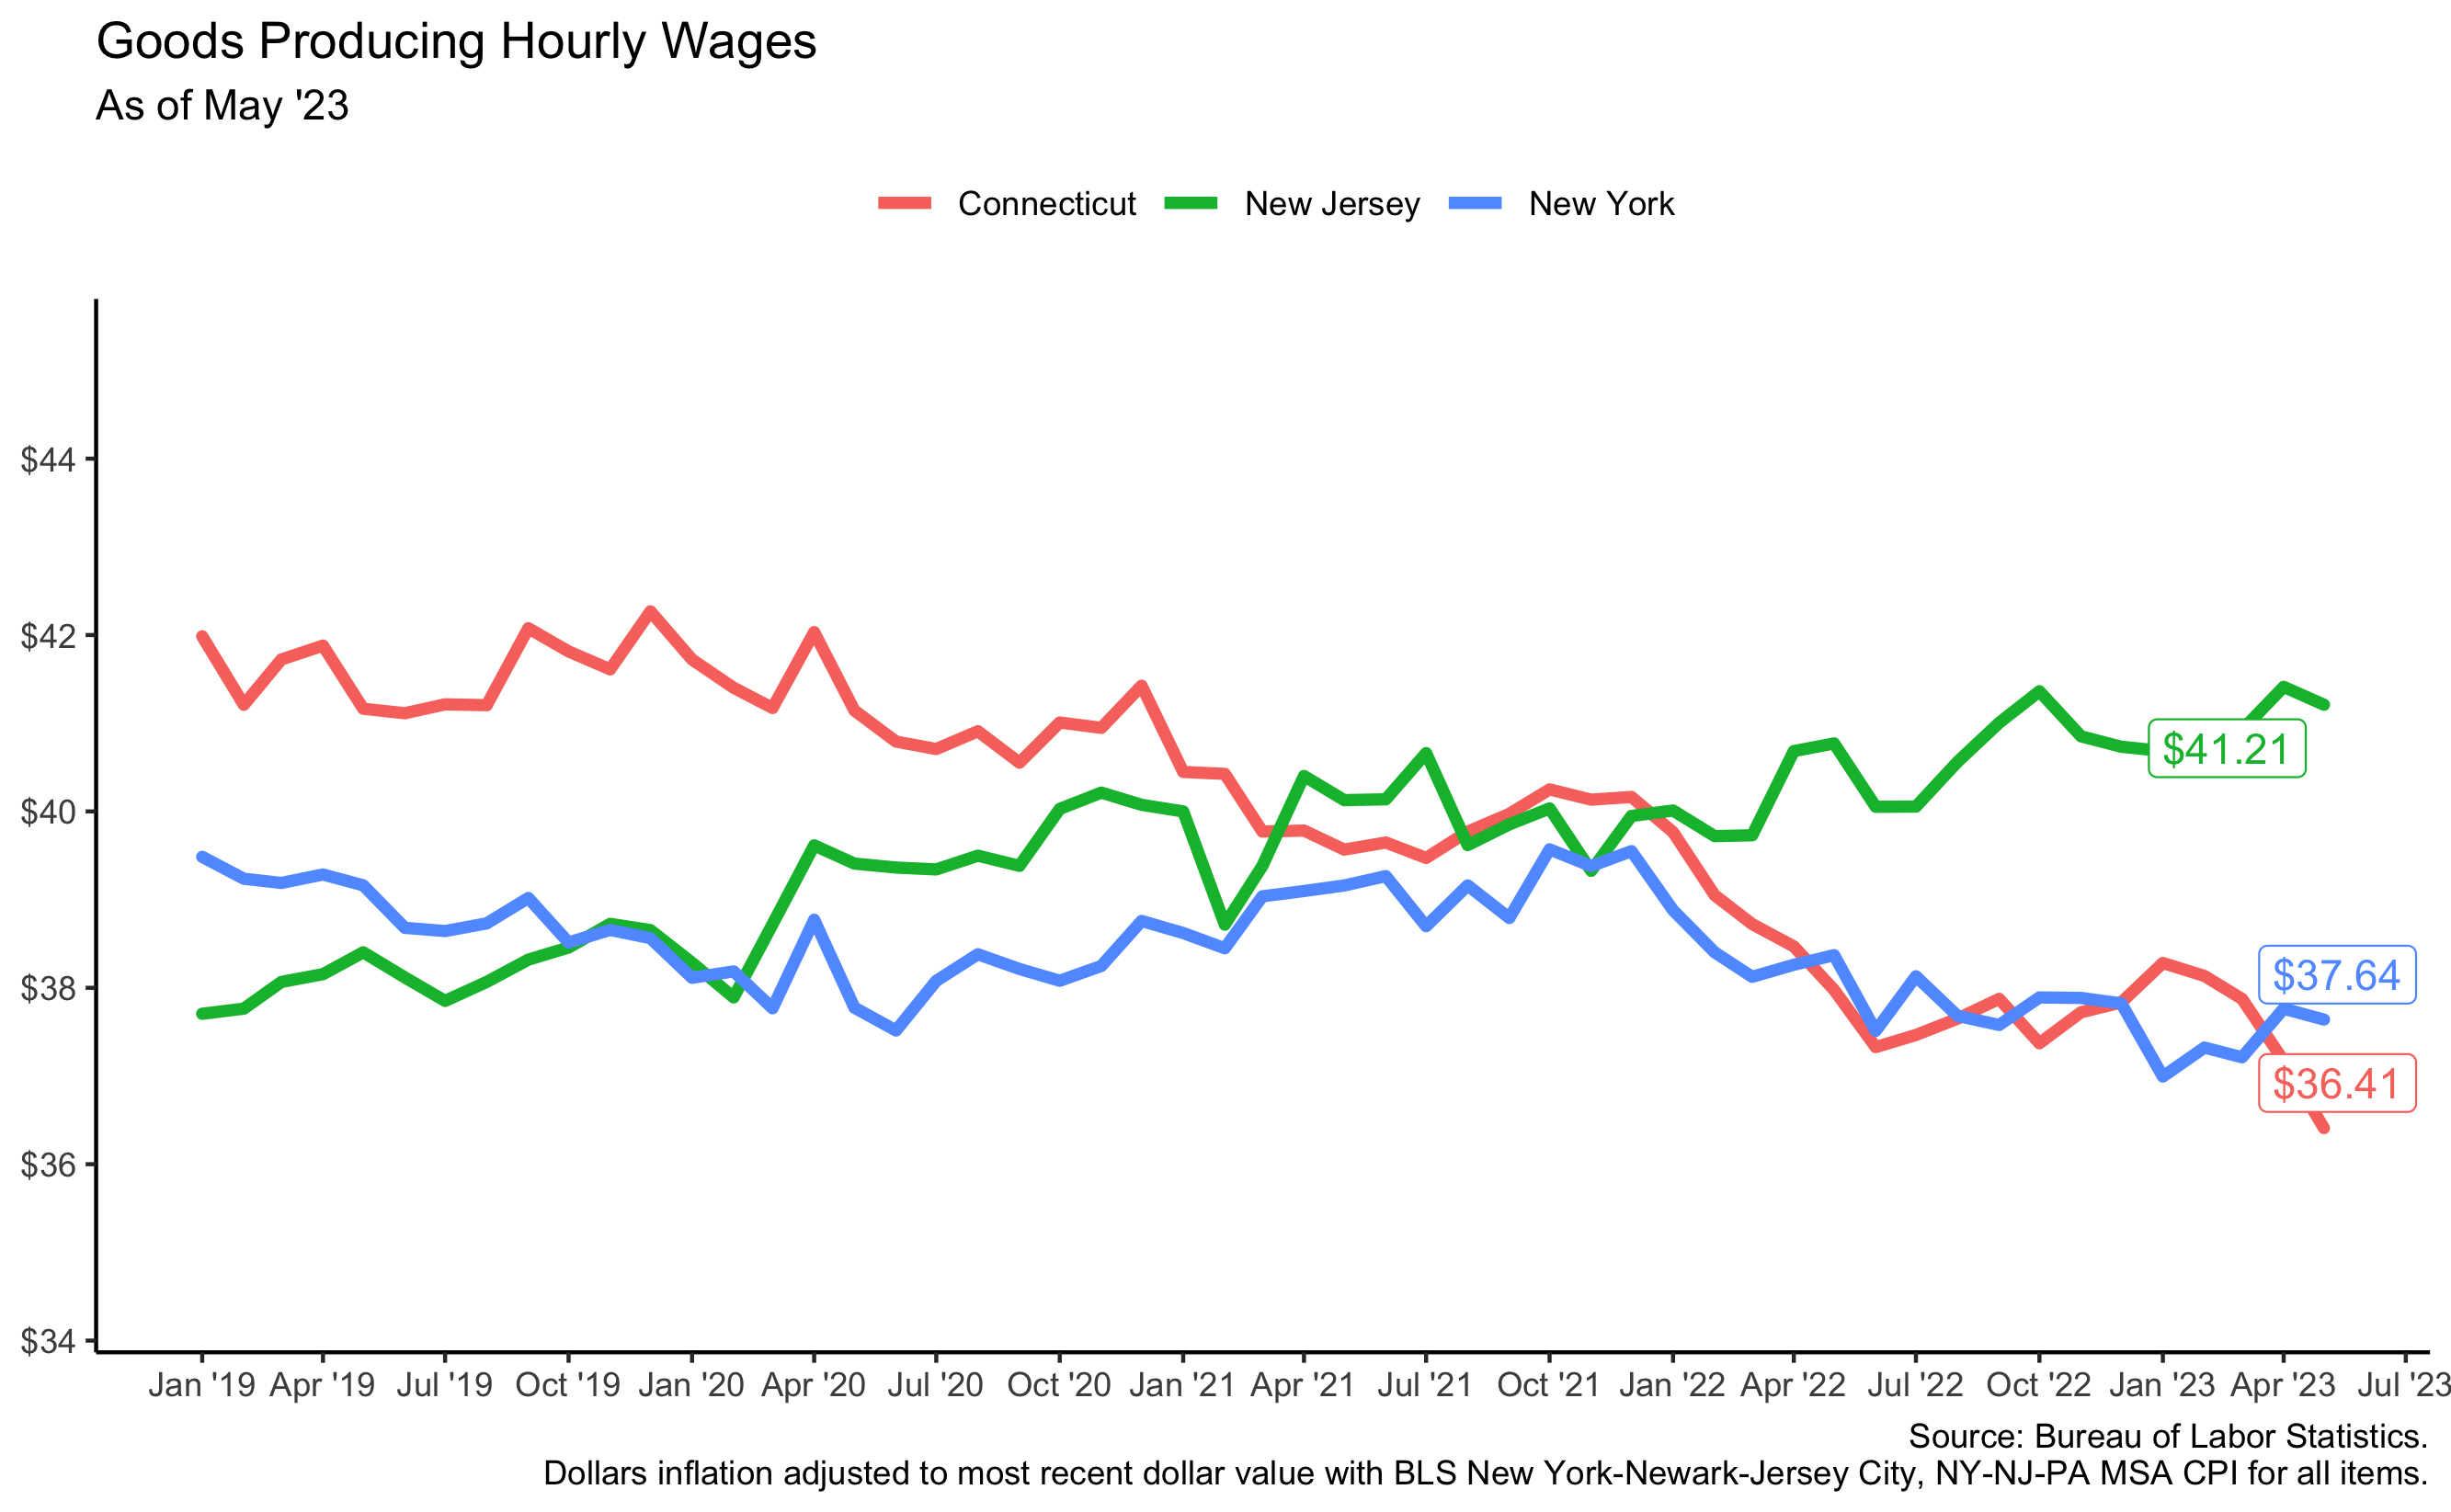 Goods Producing Hourly Wages
As of May '23
Connecticut New Jersey New York
$44
$42
$40
$38
$36
$34
$41.21
$37.64
$36.41
Jan '19 Apr '19 Jul '19 Oct '19 Jan '20 Apr '20 Jul '20 Oct '20 Jan '21 Apr '21 Jul '21 Oct '21 Jan '22 Apr '22 Jul '22 Oct '22 Jan '23 Apr '23 Jul '23
Source: Bureau of Labor Statistics.
Dollars inflation adjusted to most recent dollar value with BLS New York-Newark-Jersey City, NY-NJ-PA MSA CPI for all items.